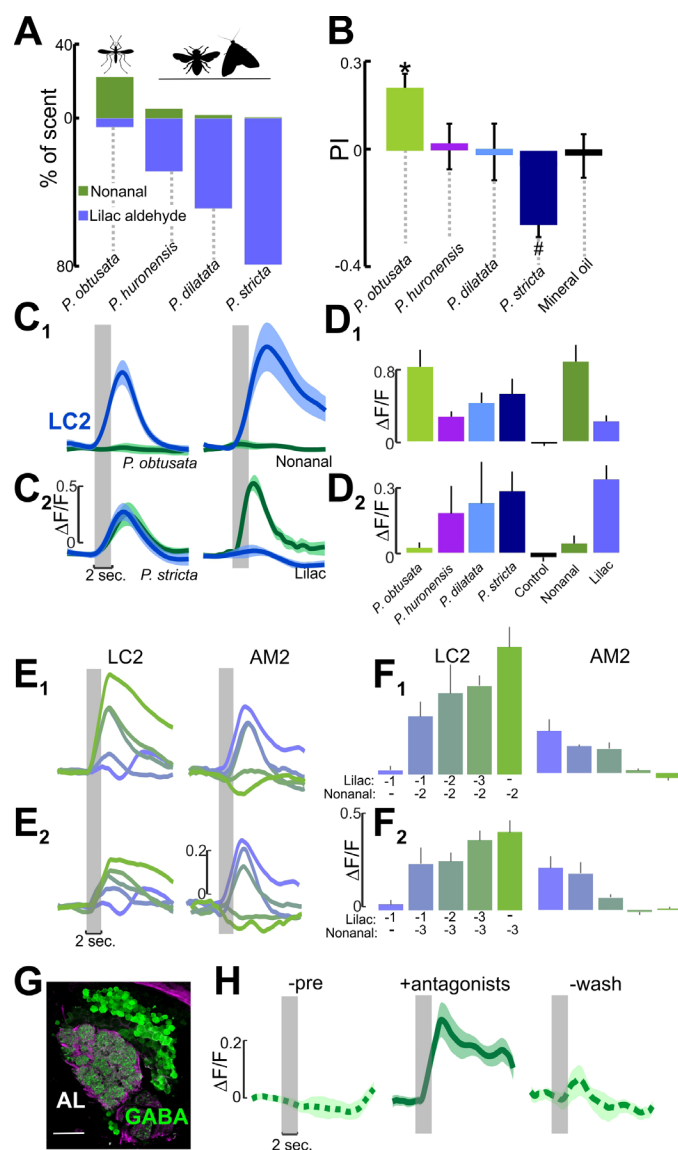 A
40
0
80
% of scent
Nonanal
Lilac aldehyde
P. obtusata
P. huronensis
P. dilatata
P. stricta
B
0.3
0
-0.4
PI
*
#
P. obtusata
P. huronensis
P. dilatata
P. stricta
Mineral oil
C1
LC2
P. obtusata
Nonanal
C2
ΔF/F
0.5
0
2 sec.
P. stricta
Lilac
D1
ΔF/F
0.8
0
D2
ΔF/F
0.3
0
P. obtusata
P. huronensis
P. dilatata
P. stricta
Control
Nonanal
Lilac
LC2 AM2
E1
E2
0.2
0
2 sec.
LC2 AM2
F1
Lilac: -1 -1 -2 -3 -
Nonanal: - -2 -2 -2 -2
F2
ΔF/F
0.5
0
Lilac: -1 -1 -2 -3 -
Nonanal: - -3 -3 -3 -3
G
AL
GABA
H
-pre +antagonists -wash
ΔF/F
0.2
0
2 sec.